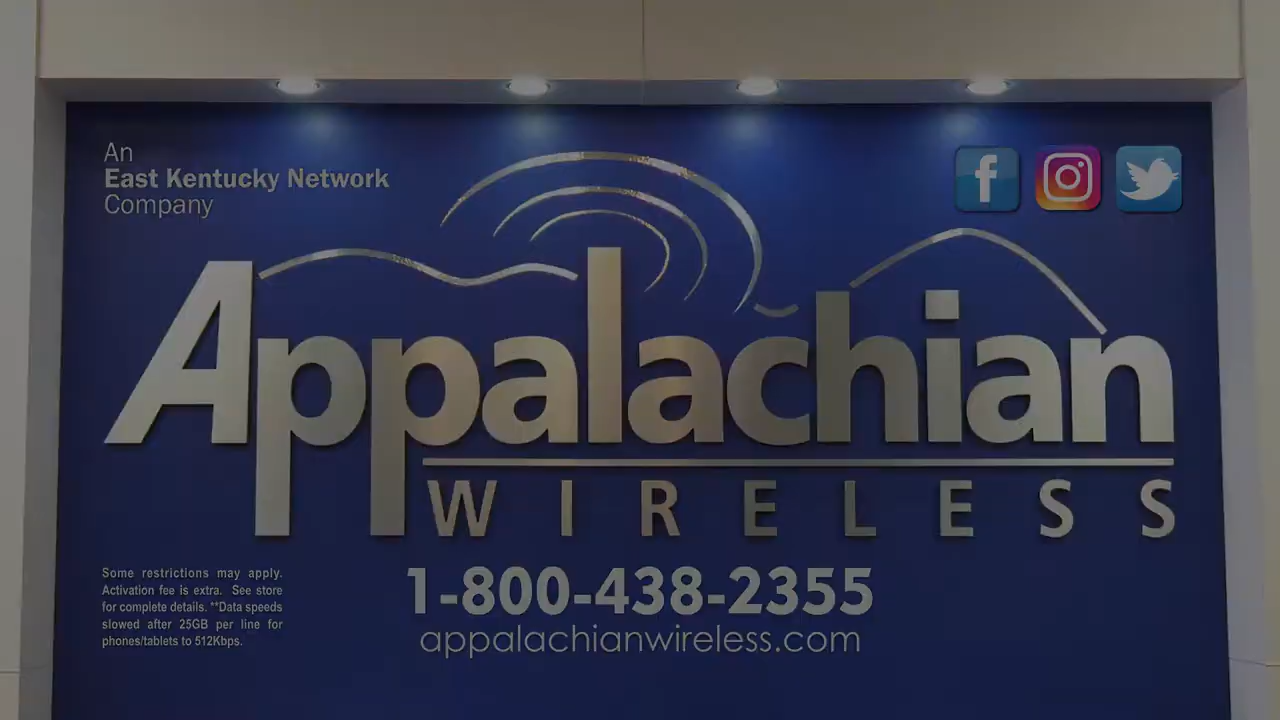 An
East Kentucky Network
Company
Appalachian
WIRELESS
Some restrictions may apply.
Activation fee is extra. See store
for complete details. **Data speeds
slowed after 25GB per line for
phones/tablets to 512Kbps.
1-800-438-2355
appalachianwireless.com